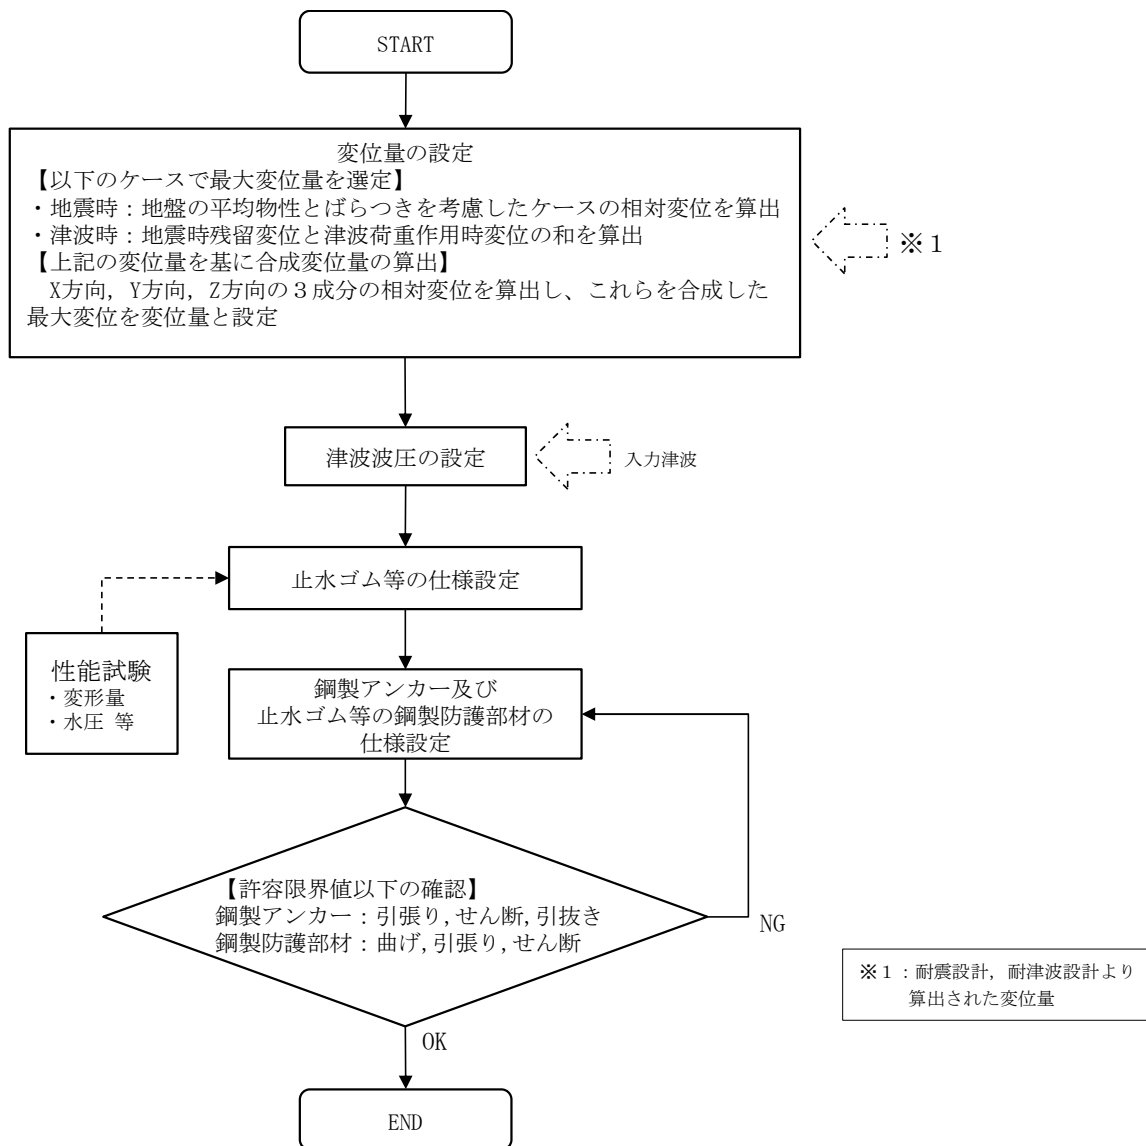 START
変位量の設定
【以下のケースで最大変位量を選定】
・地震時：地盤の平均物性とばらつきを考慮したケースの相対変位を算出
・津波時：地震時残留変位と津波荷重作用時変位の和を算出
【上記の変位量を基に合成変位量の算出】
X方向, Y方向, Z方向の３成分の相対変位を算出し、これらを合成した
最大変位を変位量と設定
※１
津波波圧の設定
入力津波
止水ゴム等の仕様設定
性能試験
・変形量
・水圧 等
鋼製アンカー及び
止水ゴム等の鋼製防護部材の
仕様設定
【許容限界値以下の確認】
鋼製アンカー：引張り,せん断,引抜き
鋼製防護部材：曲げ,引張り,せん断
NG
※１：耐震設計, 耐津波設計より
算出された変位量
OK
END